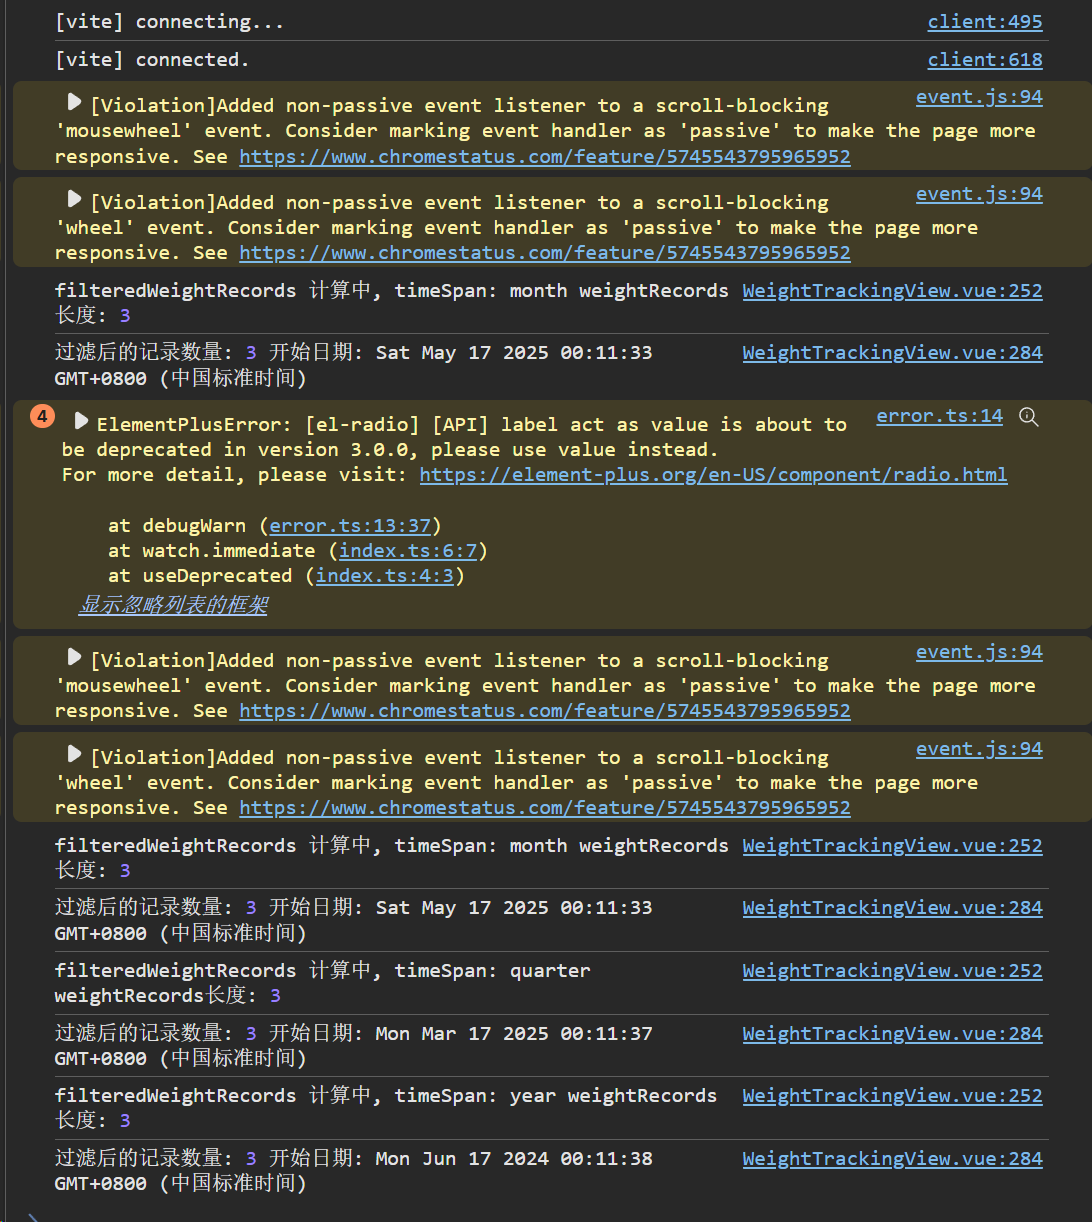 [vite] connecting... client:495
[vite] connected. client:618
[Violation]Added non-passive event listener to a scroll-blocking event.js:94
'mousewheel' event. Consider marking event handler as 'passive' to make the page more
responsive. See https://www.chromestatus.com/feature/5745543795965952
[Violation]Added non-passive event listener to a scroll-blocking event.js:94
'wheel' event. Consider marking event handler as 'passive' to make the page more
responsive. See https://www.chromestatus.com/feature/5745543795965952
filteredWeightRecords 计算中, timeSpan: month weightRecords WeightTrackingView.vue:252
长度: 3
过滤后的记录数量: 3 开始日期: Sat May 17 2025 00:11:33 WeightTrackingView.vue:284
GMT+0800 (中国标准时间)
4 ElementPlusError: [el-radio] [API] label act as value is about to error.ts:14
be deprecated in version 3.0.0, please use value instead.
For more detail, please visit: https://element-plus.org/en-US/component/radio.html
at debugWarn (error.ts:13:37)
at watch.immediate (index.ts:6:7)
at useDeprecated (index.ts:4:3)
显示忽略列表的框架
[Violation]Added non-passive event listener to a scroll-blocking event.js:94
'mousewheel' event. Consider marking event handler as 'passive' to make the page more
responsive. See https://www.chromestatus.com/feature/5745543795965952
[Violation]Added non-passive event listener to a scroll-blocking event.js:94
'wheel' event. Consider marking event handler as 'passive' to make the page more
responsive. See https://www.chromestatus.com/feature/5745543795965952
filteredWeightRecords 计算中, timeSpan: month weightRecords WeightTrackingView.vue:252
长度: 3
过滤后的记录数量: 3 开始日期: Sat May 17 2025 00:11:33 WeightTrackingView.vue:284
GMT+0800 (中国标准时间)
filteredWeightRecords 计算中, timeSpan: quarter WeightTrackingView.vue:252
weightRecords长度: 3
过滤后的记录数量: 3 开始日期: Mon Mar 17 2025 00:11:37 WeightTrackingView.vue:284
GMT+0800 (中国标准时间)
filteredWeightRecords 计算中, timeSpan: year weightRecords WeightTrackingView.vue:252
长度: 3
过滤后的记录数量: 3 开始日期: Mon Jun 17 2024 00:11:38 WeightTrackingView.vue:284
GMT+0800 (中国标准时间)